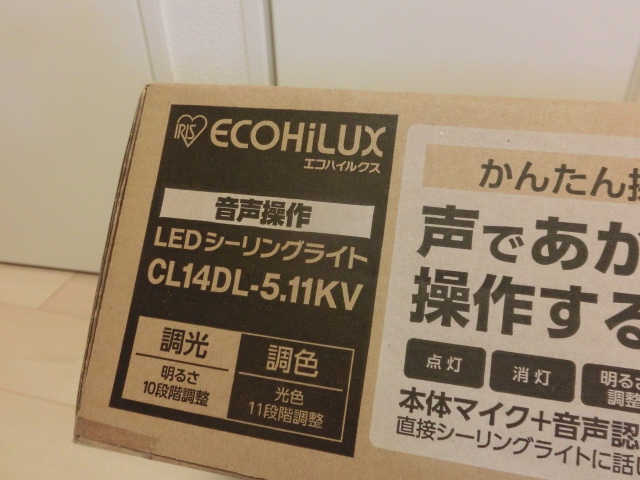 IRIS ECOHiLUX
エコハイルクス
音声操作
LEDシーリングライト
CL14DL-5.11KV
調光
明るさ
10段階調整
調色
光色
11段階調整
かんたん
声であか
操作する
点灯
消灯
明るさ
調整
本体マイク+音声認
直接シーリングライトに話